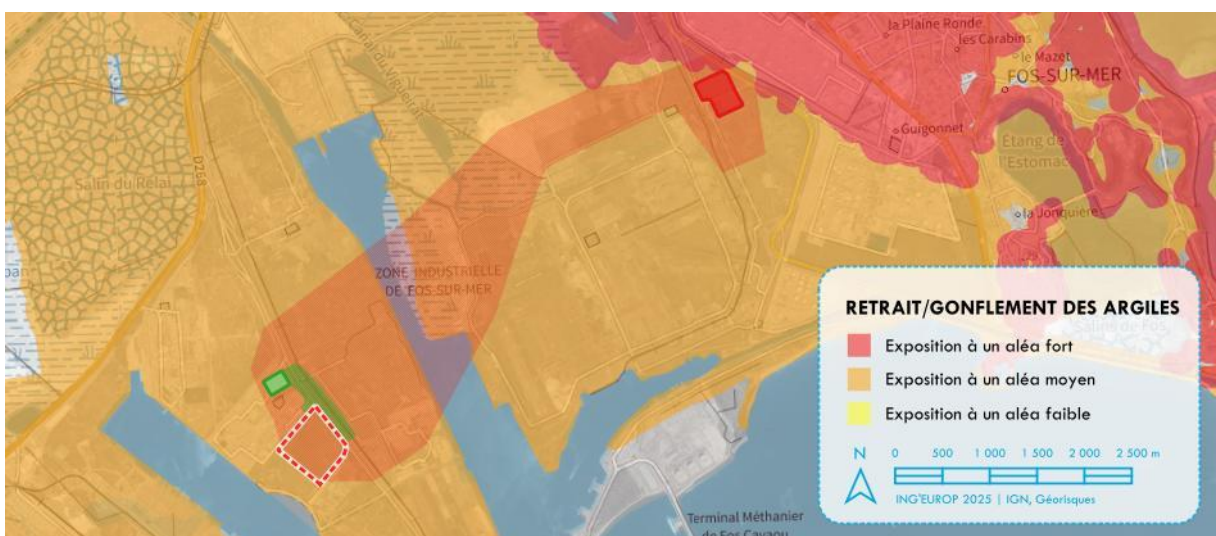 la Plaine Ronde
les Carabins
le Mazet
FOS-SUR-MER
Guigonnet
Étang de
l'Estomac
la Jonquière
Canal du Vigueirat
D268
Salin du Relai
ZONE INDUSTRIELLE
DE FOS-SUR-MER
Salins de Fos
Terminal Méthanier
de Fos Cavaou
RETRAIT/GONFLEMENT DES ARGILES
Exposition à un aléa fort
Exposition à un aléa moyen
Exposition à un aléa faible
N 0 500 1 000 1 500 2 000 2 500 m
ING'EUROP 2025 | IGN, Géorisques